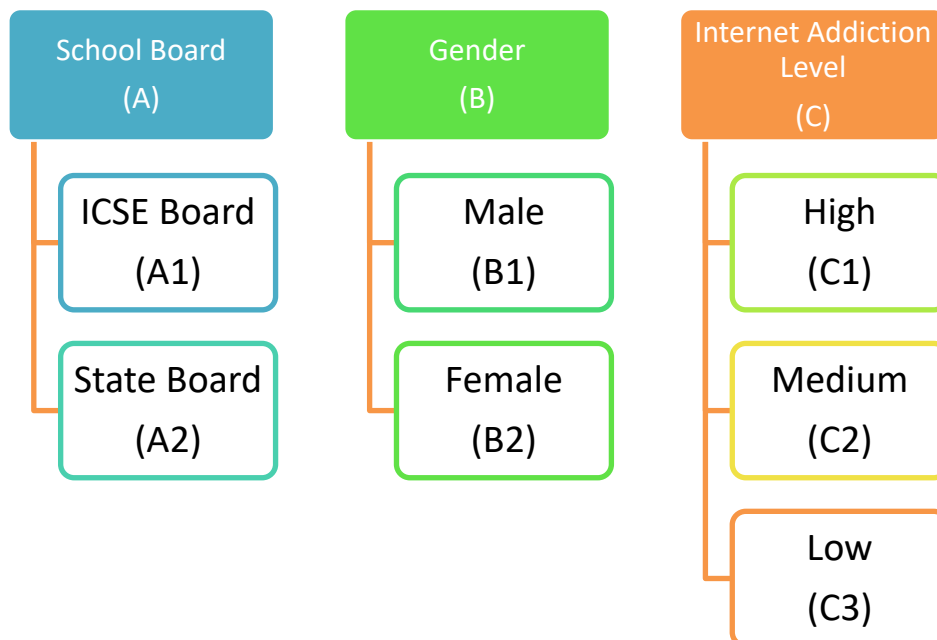 School Board
(A)
ICSE Board
(A1)
State Board
(A2)
Gender
(B)
Male
(B1)
Female
(B2)
Internet Addiction
Level
(C)
High
(C1)
Medium
(C2)
Low
(C3)